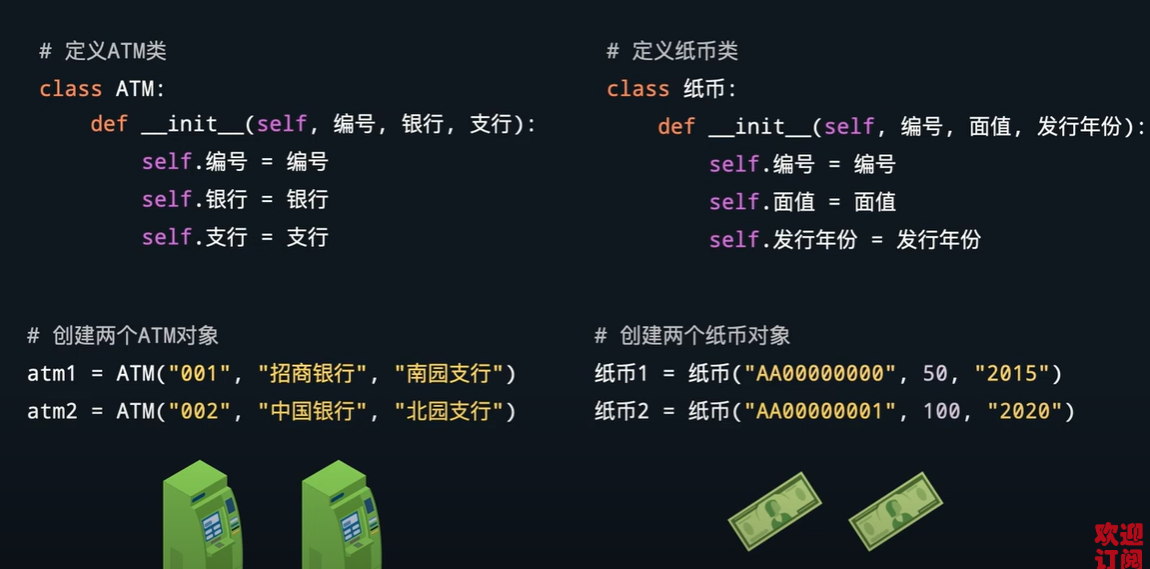 # 定义ATM类
class ATM:
def __init__(self, 编号, 银行, 支行):
self.编号 = 编号
self.银行 = 银行
self.支行 = 支行
# 定义纸币类
class 纸币:
def __init__(self, 编号, 面值, 发行年份):
self.编号 = 编号
self.面值 = 面值
self.发行年份 = 发行年份
# 创建两个ATM对象
atm1 = ATM("001", "招商银行", "南园支行")
atm2 = ATM("002", "中国银行", "北园支行")
# 创建两个纸币对象
纸币1 = 纸币("AA00000000", 50, "2015")
纸币2 = 纸币("AA00000001", 100, "2020")
欢迎
订阅